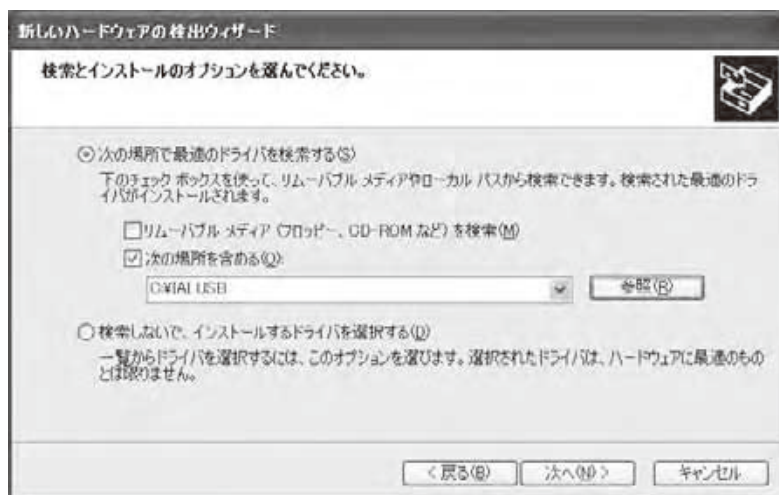 新しいハードウェアの検出ウィザード
検索とインストールのオプションを選んでください。
次の場所で最適のドライバを検索する(S)
下のチェック ボックスを使って、リムーバブル メディアやローカル パスから検索できます。検索された最適のドラ
イバがインストールされます。
リムーバブル メディア (フロッピー、CD-ROM など) を検索(M)
次の場所を含める(O):
C:¥IAI USB
参照(R)
検索しないで、インストールするドライバを選択する(D)
一覧からドライバを選択するには、このオプションを選びます。選択されたドライバは、ハードウェアに最適のもの
とは限りません。
< 戻る(B)
次へ(N) >
キャンセル